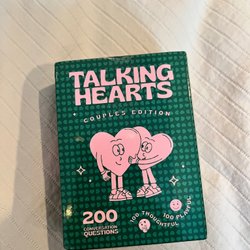 TALKING
HEARTS
COUPLES EDITION
200
CONVERSATION
QUESTIONS
100 THOUGHTFUL
100 PLAYFUL